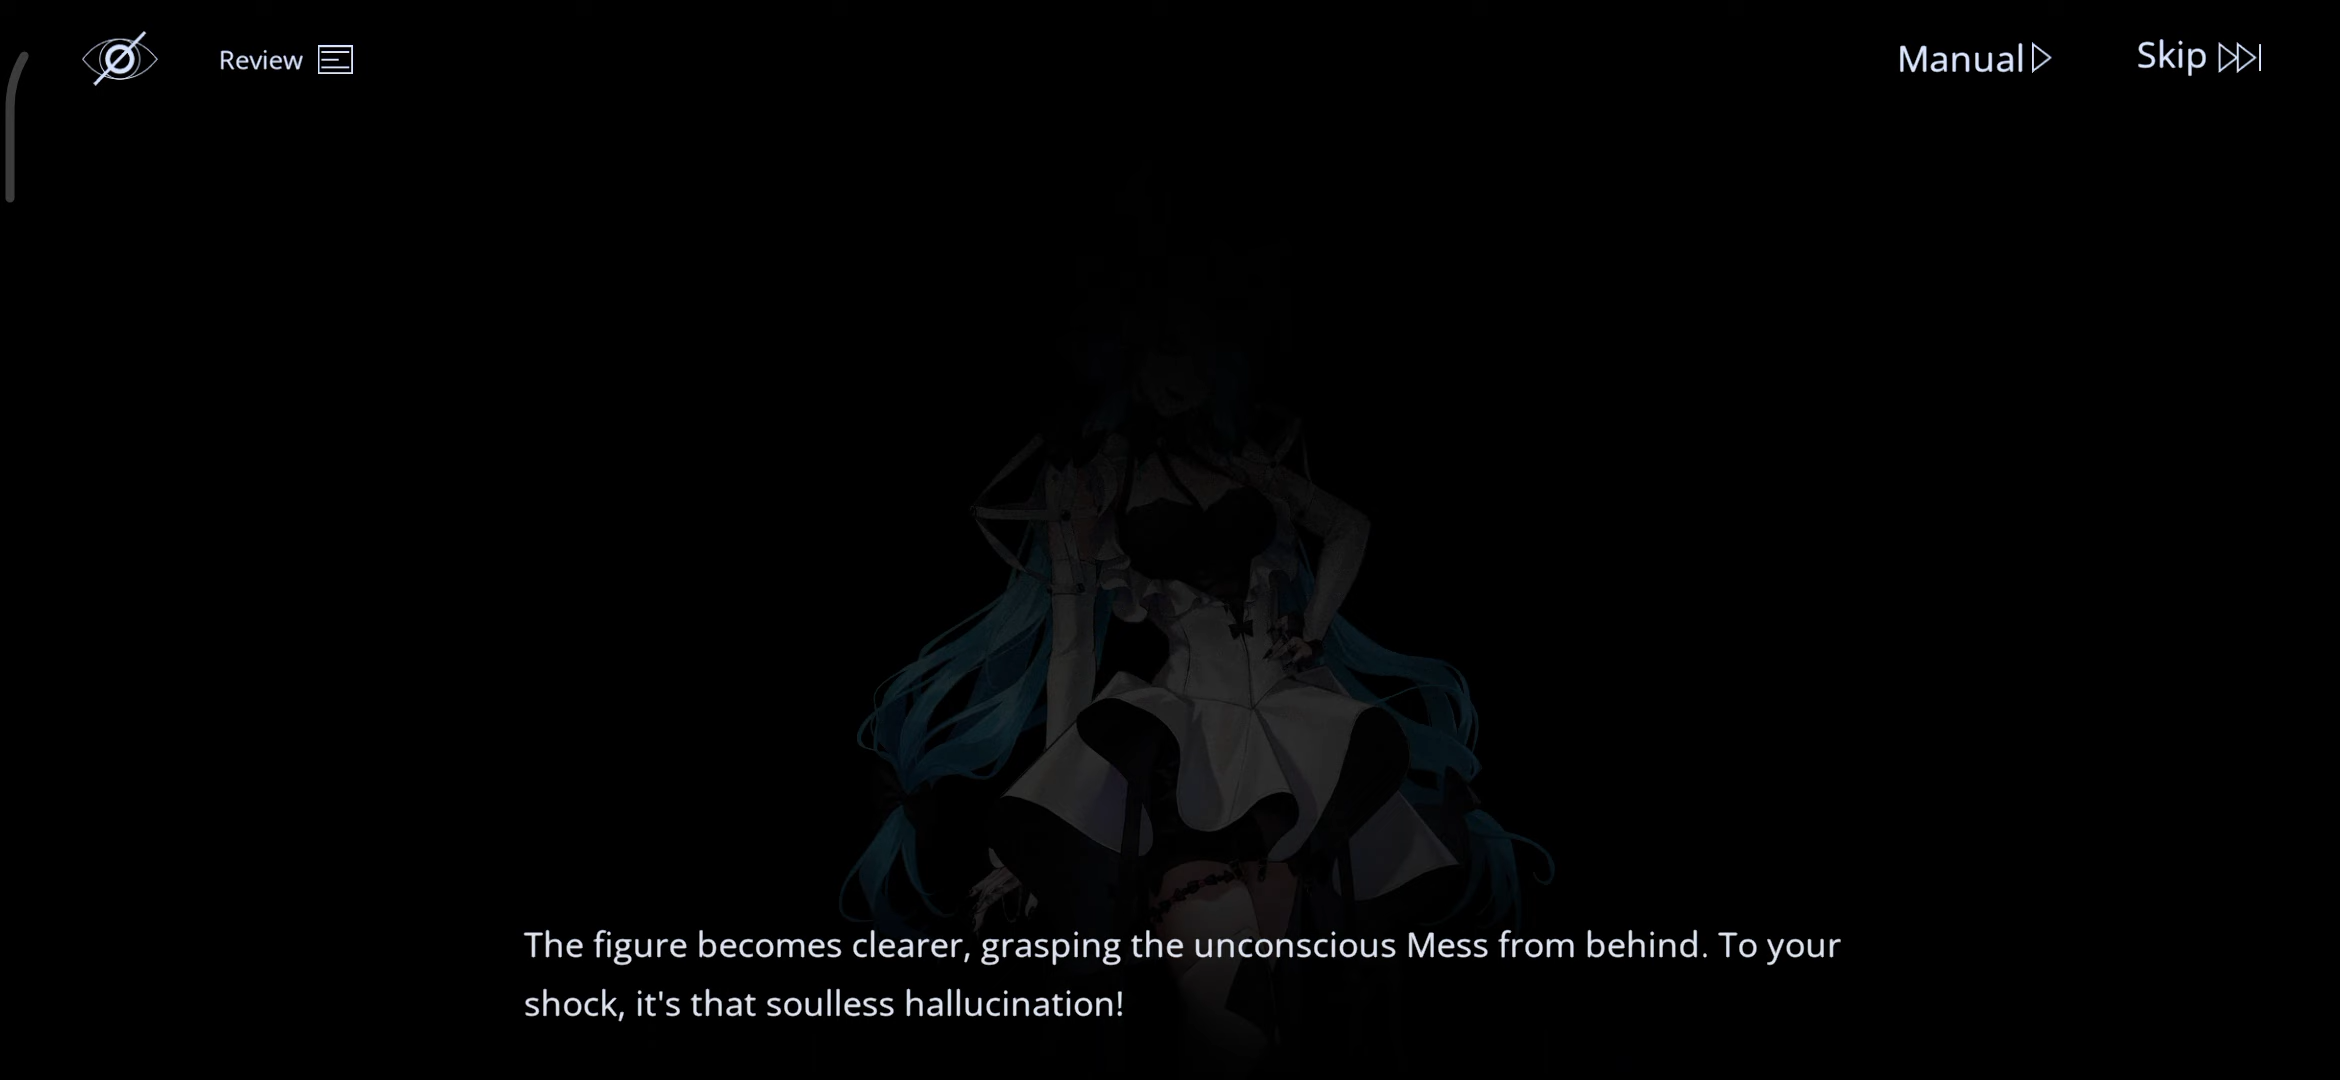 Review
Manual
Skip
The figure becomes clearer, grasping the unconscious Mess from behind. To your
shock, it's that soulless hallucination!